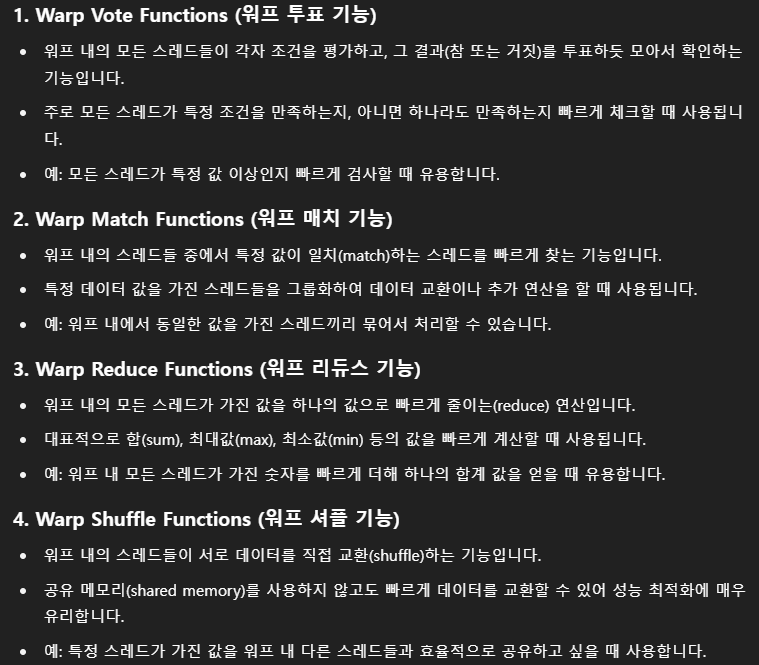 1. Warp Vote Functions (워프 투표 기능)
• 워프 내의 모든 스레드들이 각자 조건을 평가하고, 그 결과(참 또는 거짓)를 투표하듯 모아서 확인하는
기능입니다.
• 주로 모든 스레드가 특정 조건을 만족하는지, 아니면 하나라도 만족하는지 빠르게 체크할 때 사용됩니
다.
• 예: 모든 스레드가 특정 값 이상인지 빠르게 검사할 때 유용합니다.
2. Warp Match Functions (워프 매치 기능)
• 워프 내의 스레드들 중에서 특정 값이 일치(match)하는 스레드를 빠르게 찾는 기능입니다.
• 특정 데이터 값을 가진 스레드들을 그룹화하여 데이터 교환이나 추가 연산을 할 때 사용됩니다.
• 예: 워프 내에서 동일한 값을 가진 스레드끼리 묶어서 처리할 수 있습니다.
3. Warp Reduce Functions (워프 리듀스 기능)
• 워프 내의 모든 스레드가 가진 값을 하나의 값으로 빠르게 줄이는(reduce) 연산입니다.
• 대표적으로 합(sum), 최대값(max), 최소값(min) 등의 값을 빠르게 계산할 때 사용됩니다.
• 예: 워프 내 모든 스레드가 가진 숫자를 빠르게 더해 하나의 합계 값을 얻을 때 유용합니다.
4. Warp Shuffle Functions (워프 셔플 기능)
• 워프 내의 스레드들이 서로 데이터를 직접 교환(shuffle)하는 기능입니다.
• 공유 메모리(shared memory)를 사용하지 않고도 빠르게 데이터를 교환할 수 있어 성능 최적화에 매우
유리합니다.
• 예: 특정 스레드가 가진 값을 워프 내 다른 스레드들과 효율적으로 공유하고 싶을 때 사용합니다.